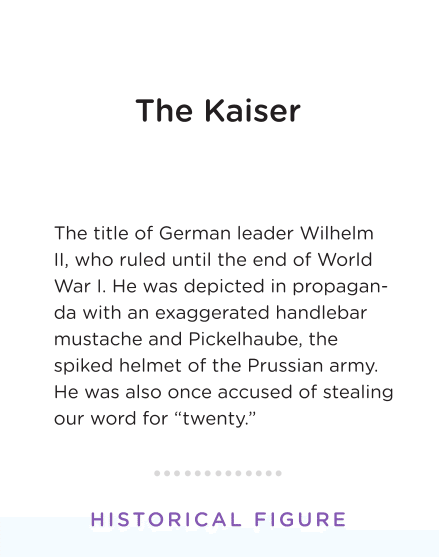 The Kaiser
The title of German leader Wilhelm
II, who ruled until the end of World
War I. He was depicted in propagan-
da with an exaggerated handlebar
mustache and Pickelhaube, the
spiked helmet of the Prussian army.
He was also once accused of stealing
our word for “twenty.”
HISTORICAL FIGURE